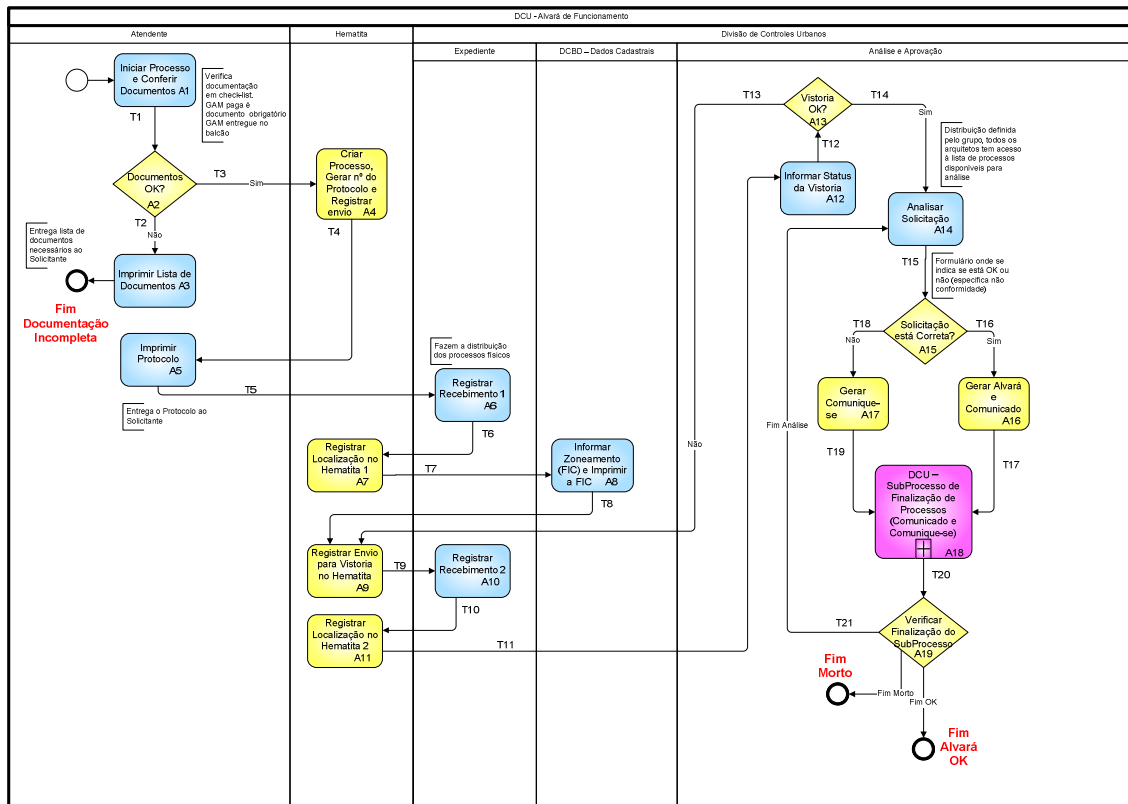 DCU - Alvará de Funcionamento
Atendente
Hematita
Divisão de Controles Urbanos
Expediente
DCBD – Dados Cadastrais
Análise e Aprovação
Iniciar Processo
e Conferir
Documentos A1
Verifica
documentação
em check-list.
GAM paga é
documento obrigatório
GAM entregue no
balcão
T1
Documentos
OK?
A2
T3
Sim
T2
Não
Entrega lista de
documentos
necessários ao
Solicitante
Imprimir Lista de
Documentos A3
Fim
Documentação
Incompleta
Criar
Processo,
Gerar nº do
Protocolo e
Registrar
envio A4
T4
Imprimir
Protocolo
A5
T5
Entrega o Protocolo ao
Solicitante
Fazem a distribuição
dos processos físicos
Registrar
Recebimento 1
A6
T6
Registrar
Localização no
Hematita 1
A7
T7
Informar
Zoneamento
(FIC) e Imprimir
a FIC A8
T8
Registrar Envio
para Vistoria
no Hematita
A9
T9
Registrar
Recebimento 2
A10
T10
Registrar
Localização no
Hematita 2
A11
T11
Informar Status
da Vistoria
A12
T12
Vistoria
Ok?
A13
T13
Não
T14
Sim
Distribuição definida
pelo grupo, todos os
arquitetos tem acesso
à lista de processos
disponíveis para
análise
Analisar
Solicitação
A14
T15
Formulário onde se
indica se está OK ou
não (especifica não
conformidade)
Solicitação
está Correta?
A15
T18
Não
T16
Sim
Gerar
Comunique-
se A17
Gerar Alvará
e
Comunicado
A16
T19
T17
DCU –
SubProcesso de
Finalização de
Processos
(Comunicado e
Comunique-se)
A18
T20
Verificar
Finalização do
SubProcesso
A19
T21
Fim Análise
Fim
Morto
Fim Morto
Fim OK
Fim
Alvará
OK